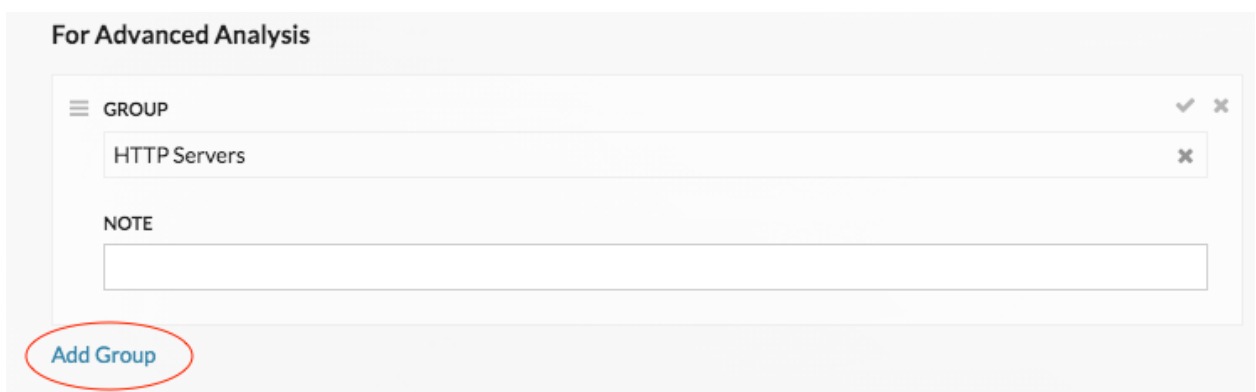 For Advanced Analysis
GROUP
HTTP Servers
NOTE
Add Group